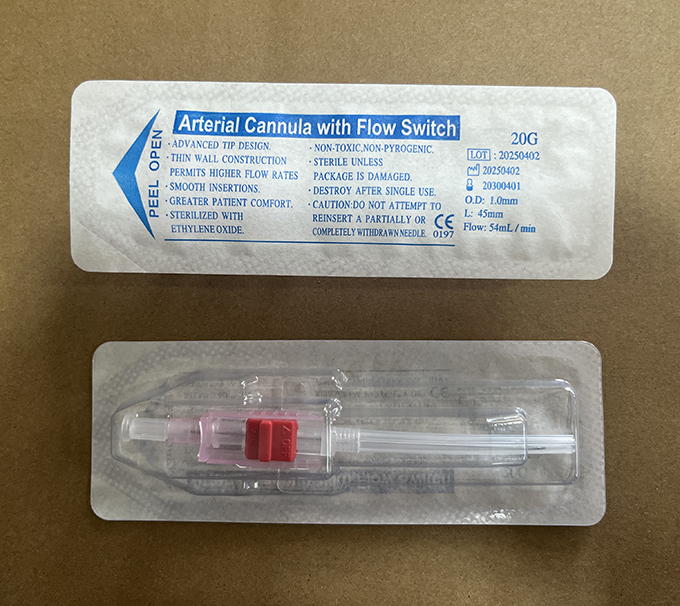 PEEL OPEN
Arterial Cannula with Flow Switch
· ADVANCED TIP DESIGN.
· THIN WALL CONSTRUCTION
PERMITS HIGHER FLOW RATES
· SMOOTH INSERTIONS.
· GREATER PATIENT COMFORT.
· STERILIZED WITH
ETHYLENE OXIDE.
· NON-TOXIC,NON-PYROGENIC.
· STERILE UNLESS
PACKAGE IS DAMAGED.
· DESTROY AFTER SINGLE USE.
· CAUTION:DO NOT ATTEMPT TO
REINSERT A PARTIALLY OR
COMPLETELY WITHDRAWN NEEDLE.
CE
0197
20G
LOT : 20250402
20250402
20300401
O.D: 1.0mm
L: 45mm
Flow: 54mL / min